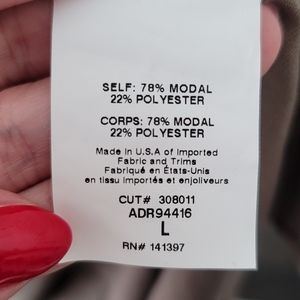 SELF: 78% MODAL
22% POLYESTER
CORPS: 78% MODAL
22% POLYESTER
Made in U.S.A of Imported
Fabric and Trims
Fabriqué en États-Unis
en tissu importés et enjoliveurs
CUT# 308011
ADR94416
L
RN# 141397